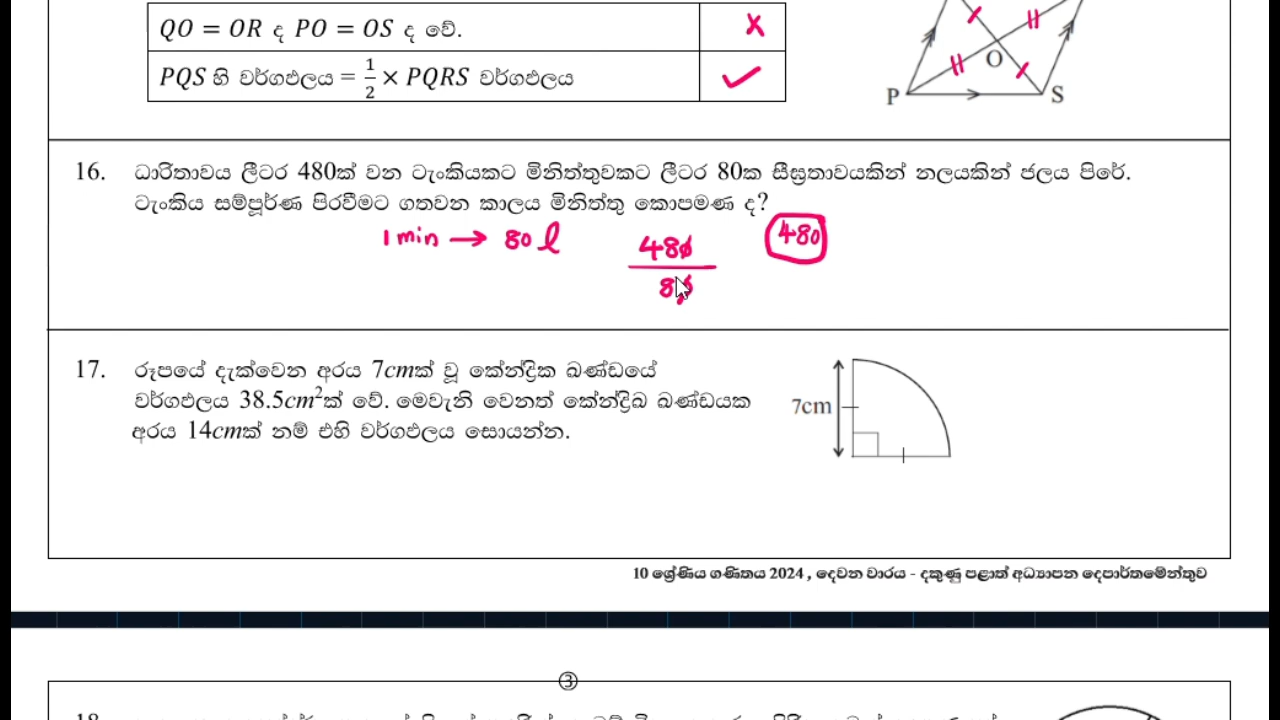 QO = OR ද PO = OS ද වේ. ×
PQS හි වර්ගඵලය = 1/2 × PQRS වර්ගඵලය ✓
O
P S
16. ධාරිතාවය ලීටර 480ක් වන ටැංකියකට මිනිත්තුවකට ලීටර 80ක සීඝ්‍රතාවයකින් නලයකින් ජලය පිරේ.
ටැංකිය සම්පූර්ණ පිරවීමට ගතවන කාලය මිනිත්තු කොපමණ ද?
1 min → 80 l 480/80 480
17. රූපයේ දැක්වෙන අරය 7cmක් වූ කේන්ද්‍රික ඛණ්ඩයේ
වර්ගඵලය 38.5cm²ක් වේ. මෙවැනි වෙනත් කේන්ද්‍රිඛ ඛණ්ඩයක
අරය 14cmක් නම් එහි වර්ගඵලය සොයන්න.
7cm
10 ශ්‍රේණිය ගණිතය 2024 , දෙවන වාරය - දකුණු පළාත් අධ්‍යාපන දෙපාර්තමේන්තුව
3